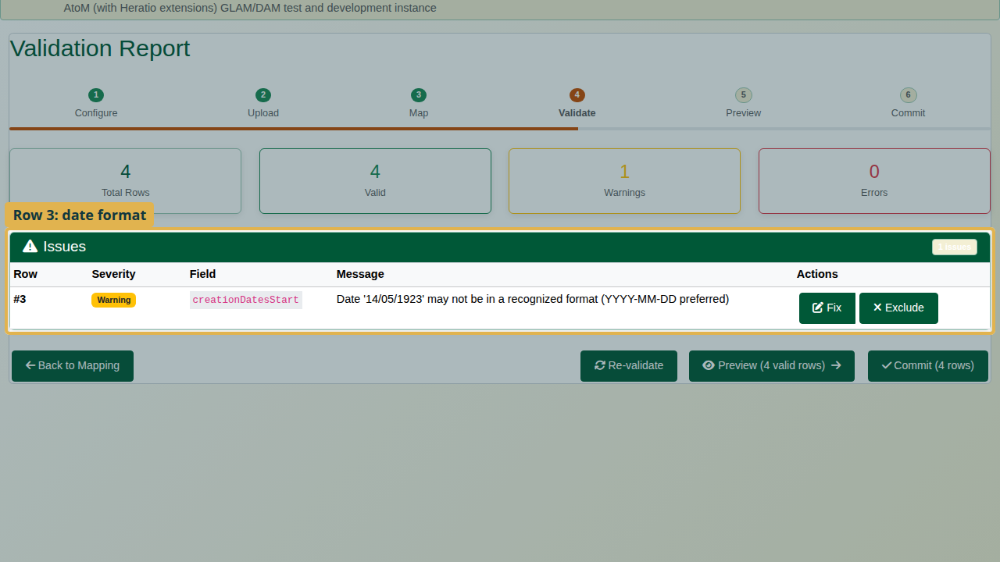 AtoM (with Heratio extensions) GLAM/DAM test and development instance
Validation Report
1 2 3 4 5 6
Configure Upload Map Validate Preview Commit
4 4 1 0
Total Rows Valid Warnings Errors
Row 3: date format
Issues 1 issues
Row Severity Field Message Actions
#3 Warning creationDatesStart Date '14/05/1923' may not be in a recognized format (YYYY-MM-DD preferred) Fix Exclude
Back to Mapping Re-validate Preview (4 valid rows) Commit (4 rows)